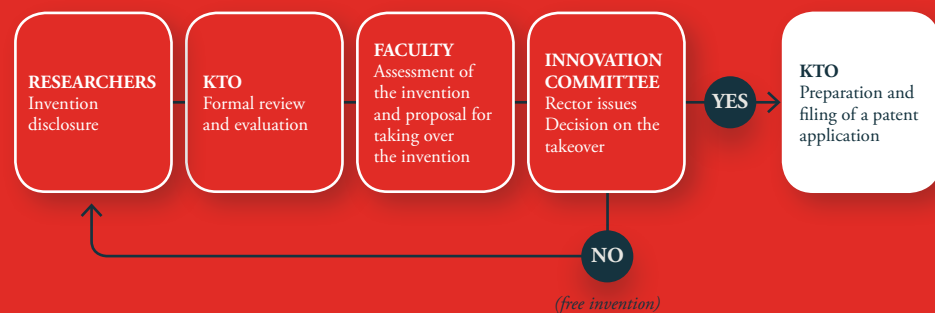 RESEARCHERS
Invention
disclosure
KTO
Formal review
and evaluation
FACULTY
Assessment of
the invention
and proposal for
taking over
the invention
INNOVATION
COMMITTEE
Rector issues
Decision on the
takeover
YES
KTO
Preparation and
filing of a patent
application
NO
(free invention)